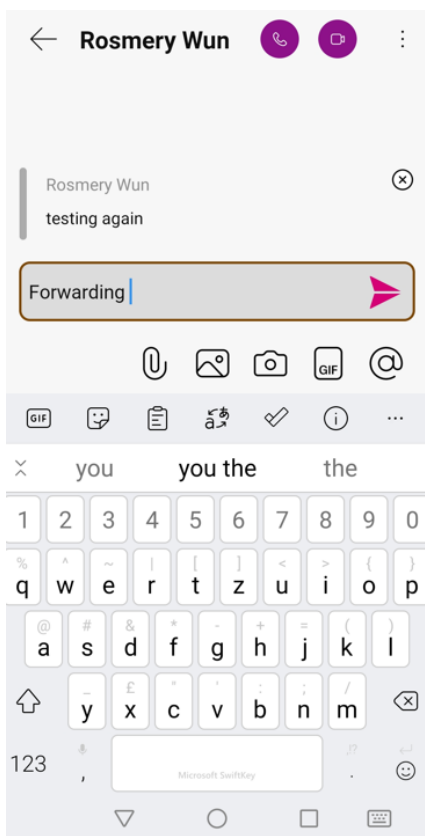 Rosmery Wun
Rosmery Wun
testing again
Forwarding
GIF
GIF
you you the the
1 2 3 4 5 6 7 8 9 0
% ^ ~ | [ ] < > { }
q w e r t z u i o p
@ # & * - + = ( )
a s d f g h j k l
_ £ " ' : ; /
y x c v b n m
123 , Microsoft SwiftKey . ,!?